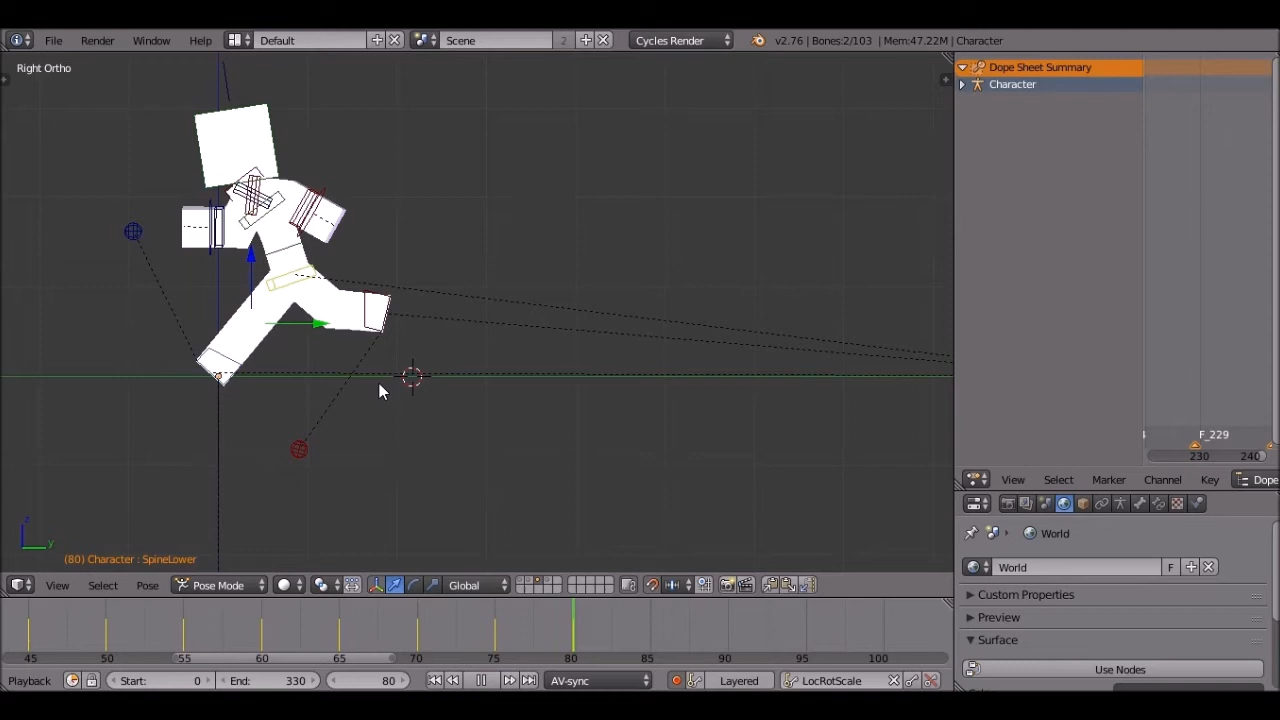 File Render Window Help Default Scene 2 Cycles Render v2.76 | Bones:2/103 | Mem:47.22M | Character
Right Ortho
Dope Sheet Summary
Character
F_229
230 240
View Select Marker Channel Key Dope
World
World F
Custom Properties
Preview
Surface
Use Nodes
z
y
(80) Character : SpineLower
View Select Pose Pose Mode Global
45 50 55 60 65 70 75 80 85 90 95 100
Playback Start: 0 End: 330 80 AV-sync Layered LocRotScale